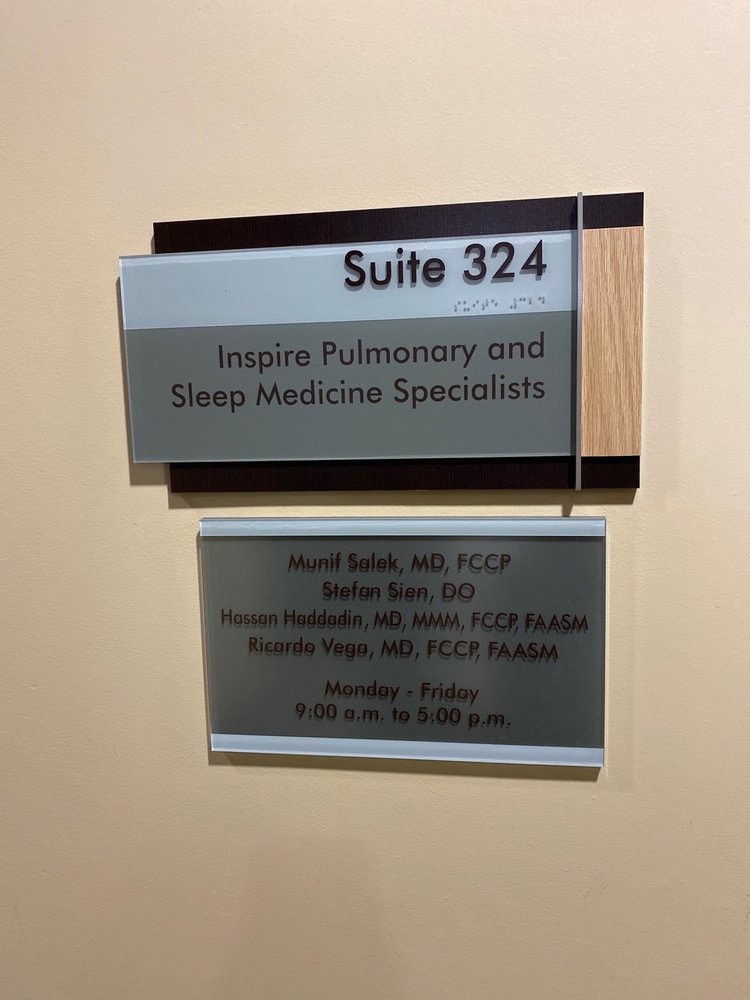 Suite 324
Inspire Pulmonary and
Sleep Medicine Specialists
Munif Salek, MD, FCCP
Stefan Sien, DO
Hassan Haddadin, MD, MMM, FCCP, FAASM
Ricardo Vega, MD, FCCP, FAASM
Monday - Friday
9:00 a.m. to 5:00 p.m.